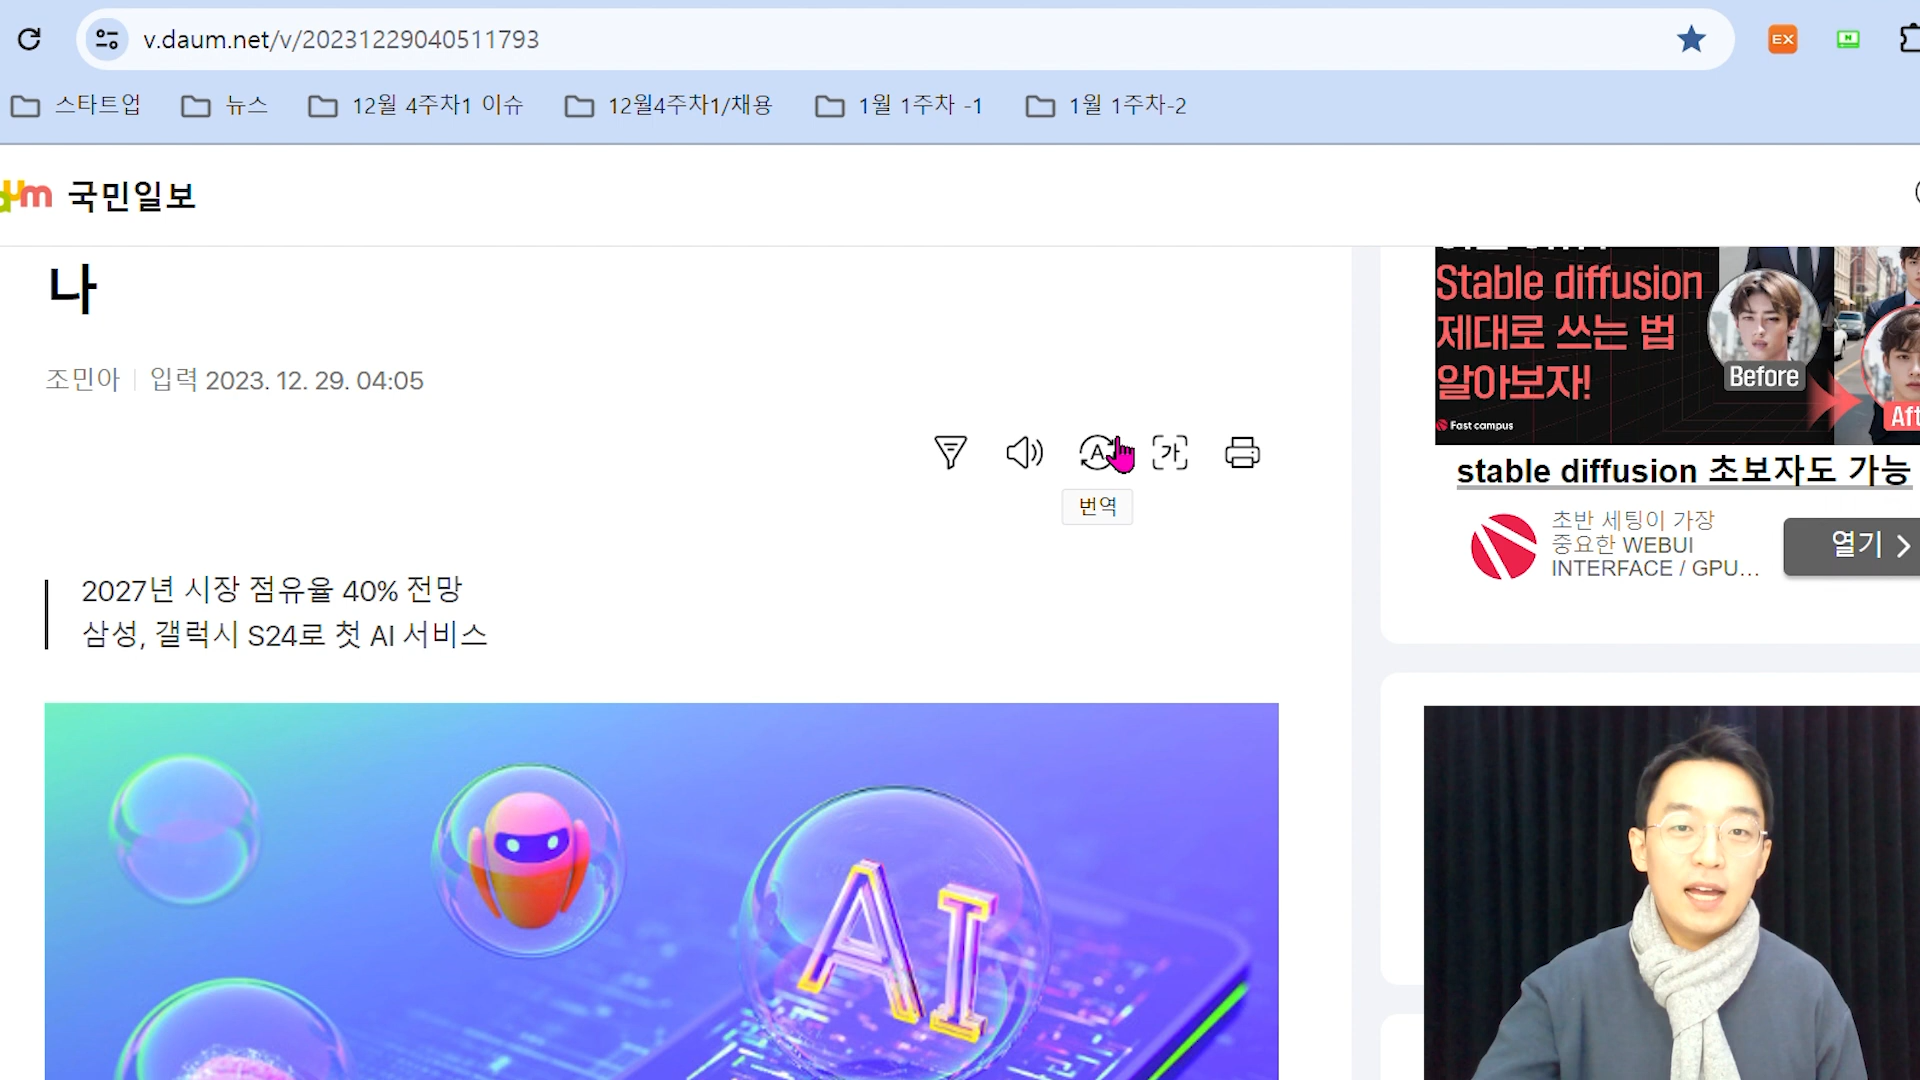 v.daum.net/v/20231229040511793
EX
N
스타트업
뉴스
12월 4주차1 이슈
12월4주차1/채용
1월 1주차 -1
1월 1주차-2
daum 국민일보
나
조민아 입력 2023. 12. 29. 04:05
A
가
번역
2027년 시장 점유율 40% 전망
삼성, 갤럭시 S24로 첫 AI 서비스
AI
Stable diffusion
제대로 쓰는 법
알아보자!
Before
Aft
Fast campus
stable diffusion 초보자도 가능
초반 세팅이 가장
중요한 WEBUI
INTERFACE / GPU…
열기